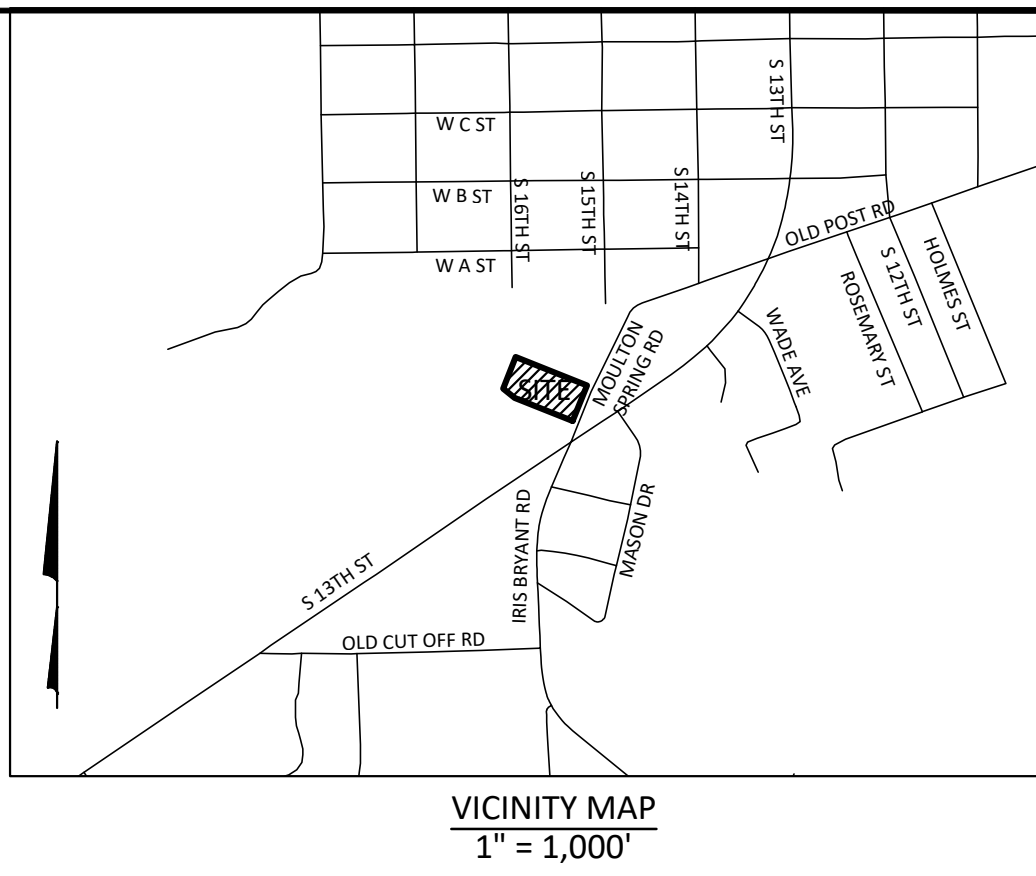 S 13TH ST
W C ST
W B ST
S 16TH ST
S 15TH ST
S 14TH ST
W A ST
OLD POST RD
HOLMES ST
S 12TH ST
ROSEMARY ST
WADE AVE
MOULTON
SPRING RD
SITE
MASON DR
IRIS BRYANT RD
S 13TH ST
OLD CUT OFF RD
VICINITY MAP
1" = 1,000'